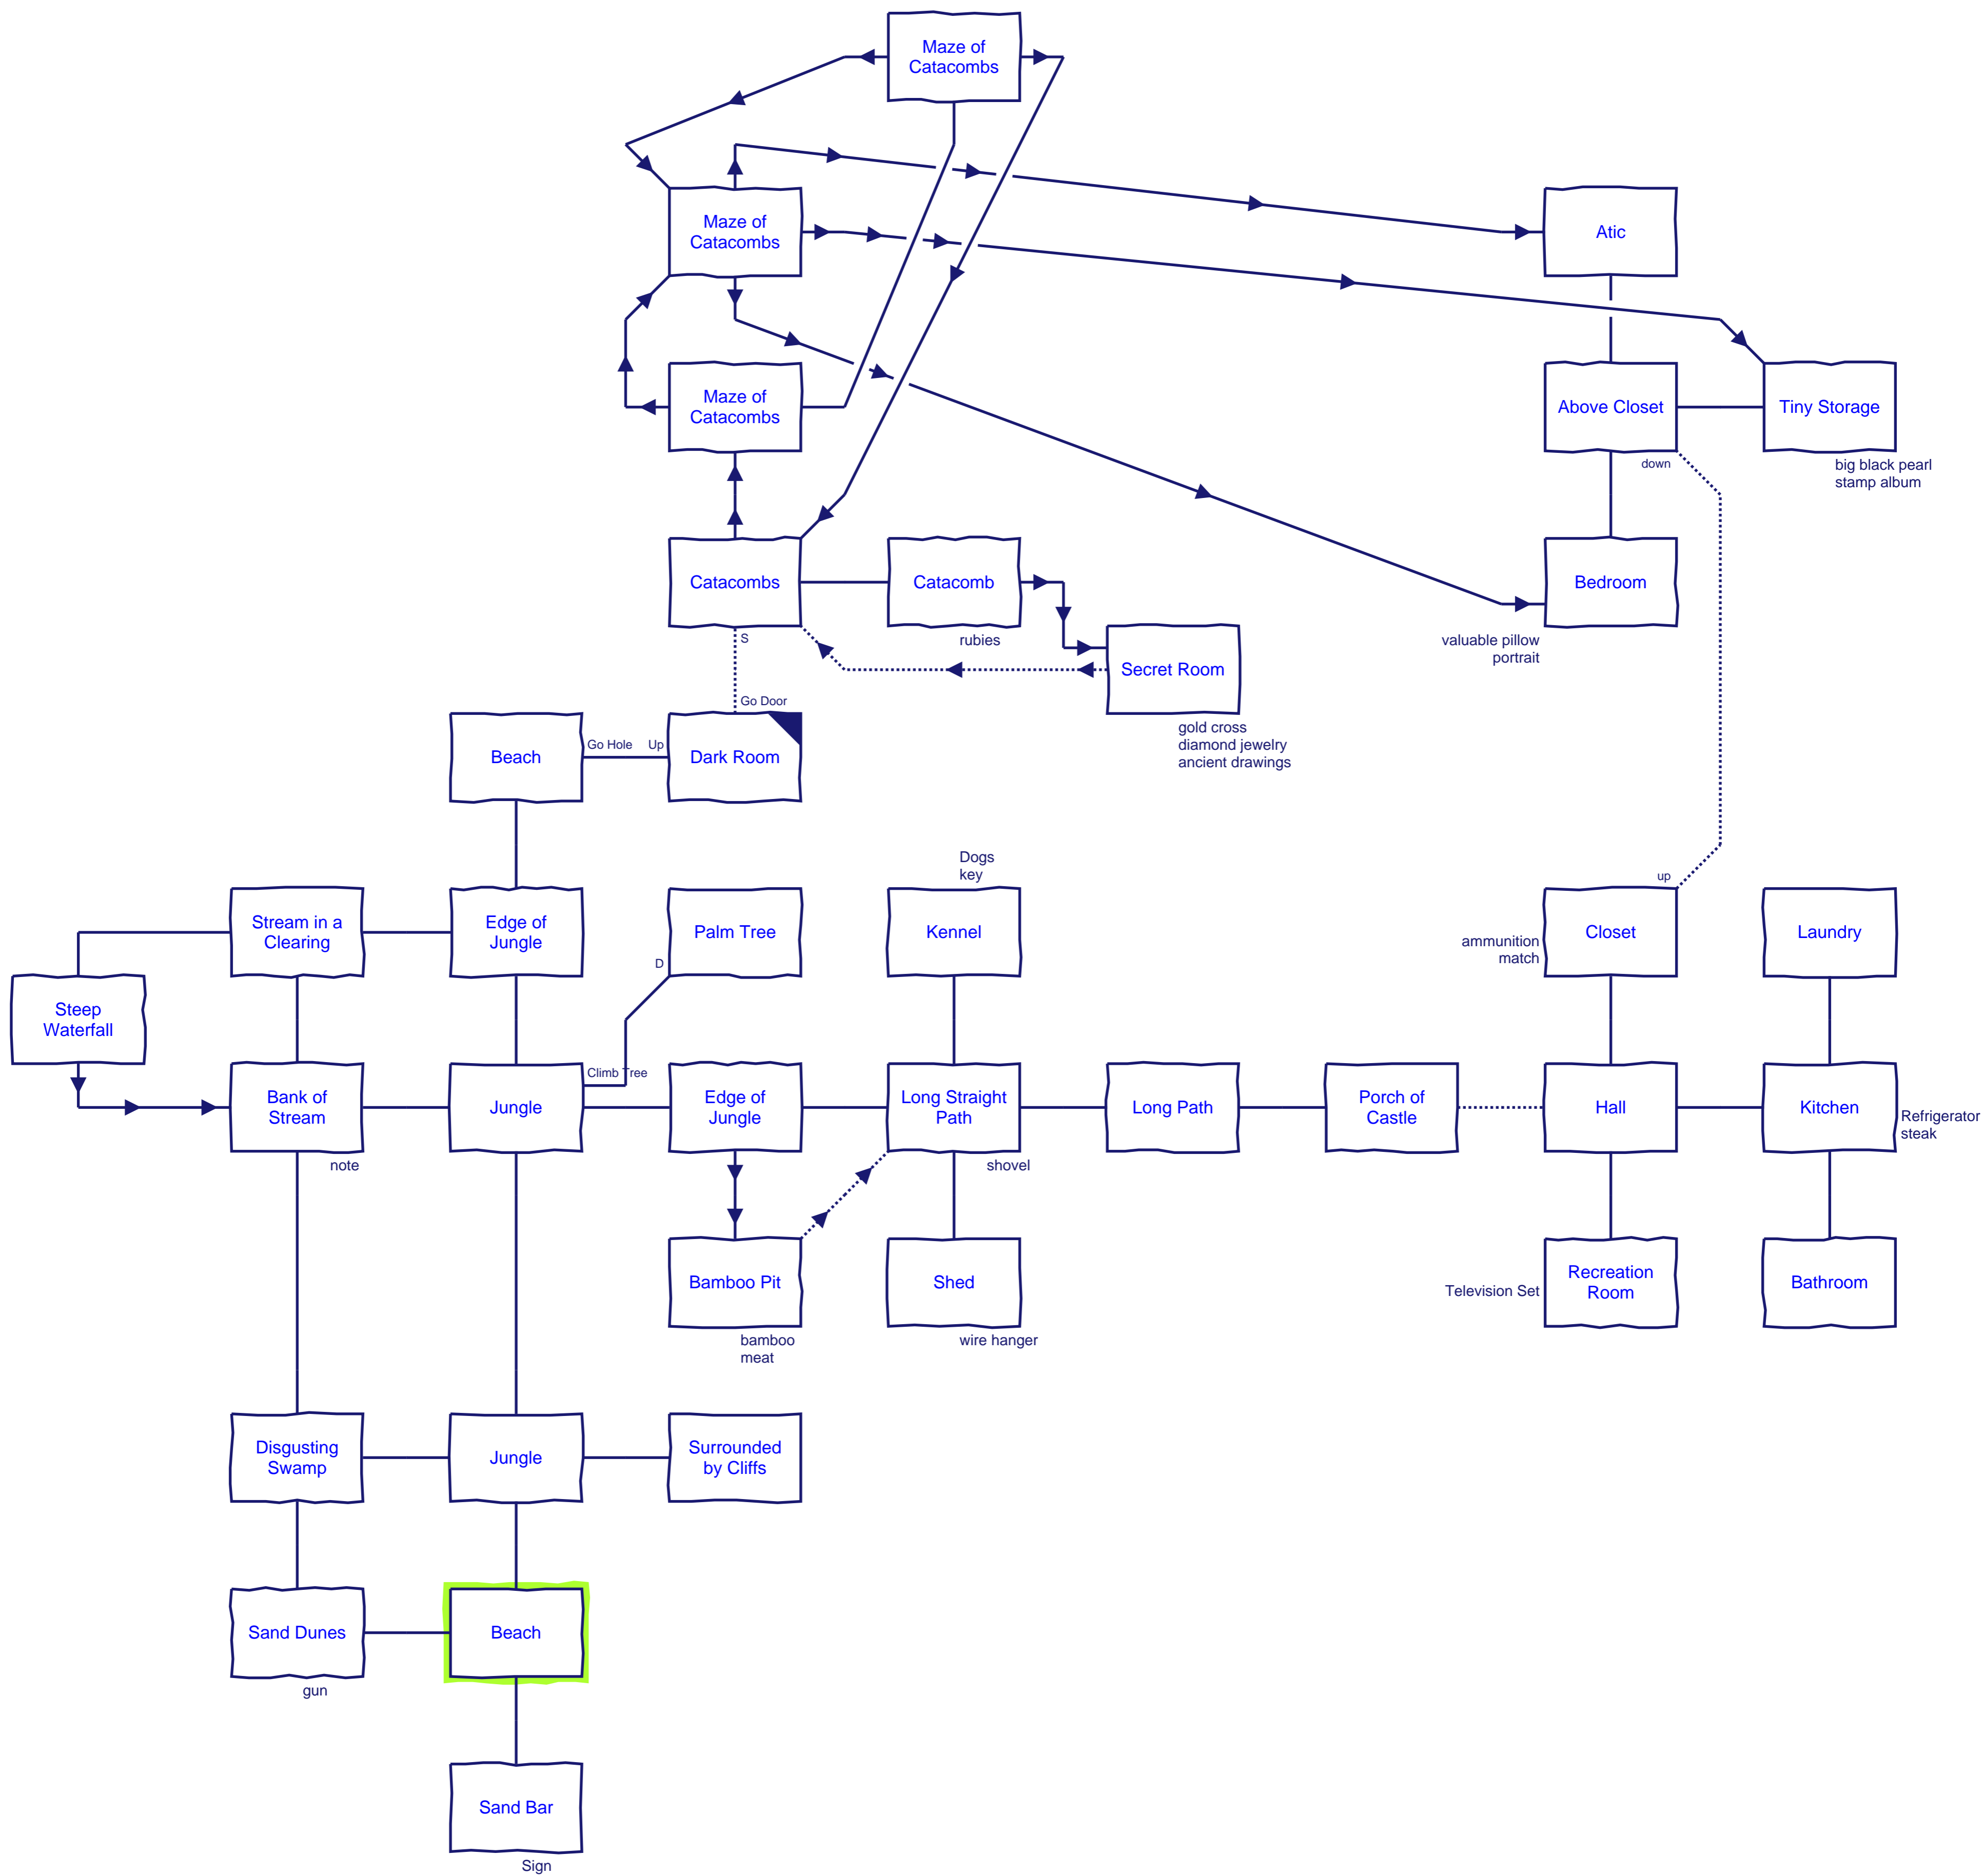 Maze of
Catacombs
Maze of
Catacombs
Atic
Maze of
Catacombs
Above Closet
Tiny Storage
down
big black pearl
stamp album
Catacombs
Catacomb
Bedroom
S
rubies
valuable pillow
portrait
Secret Room
Go Door
gold cross
diamond jewelry
ancient drawings
Beach
Go Hole
Up
Dark Room
Dogs
key
up
Stream in a
Clearing
Edge of
Jungle
Palm Tree
Kennel
ammunition
match
Closet
Laundry
D
Steep
Waterfall
Climb Tree
Bank of
Stream
Jungle
Edge of
Jungle
Long Straight
Path
Long Path
Porch of
Castle
Hall
Kitchen
Refrigerator
steak
note
shovel
Bamboo Pit
Shed
Television Set
Recreation
Room
Bathroom
bamboo
meat
wire hanger
Disgusting
Swamp
Jungle
Surrounded
by Cliffs
Sand Dunes
Beach
gun
Sand Bar
Sign